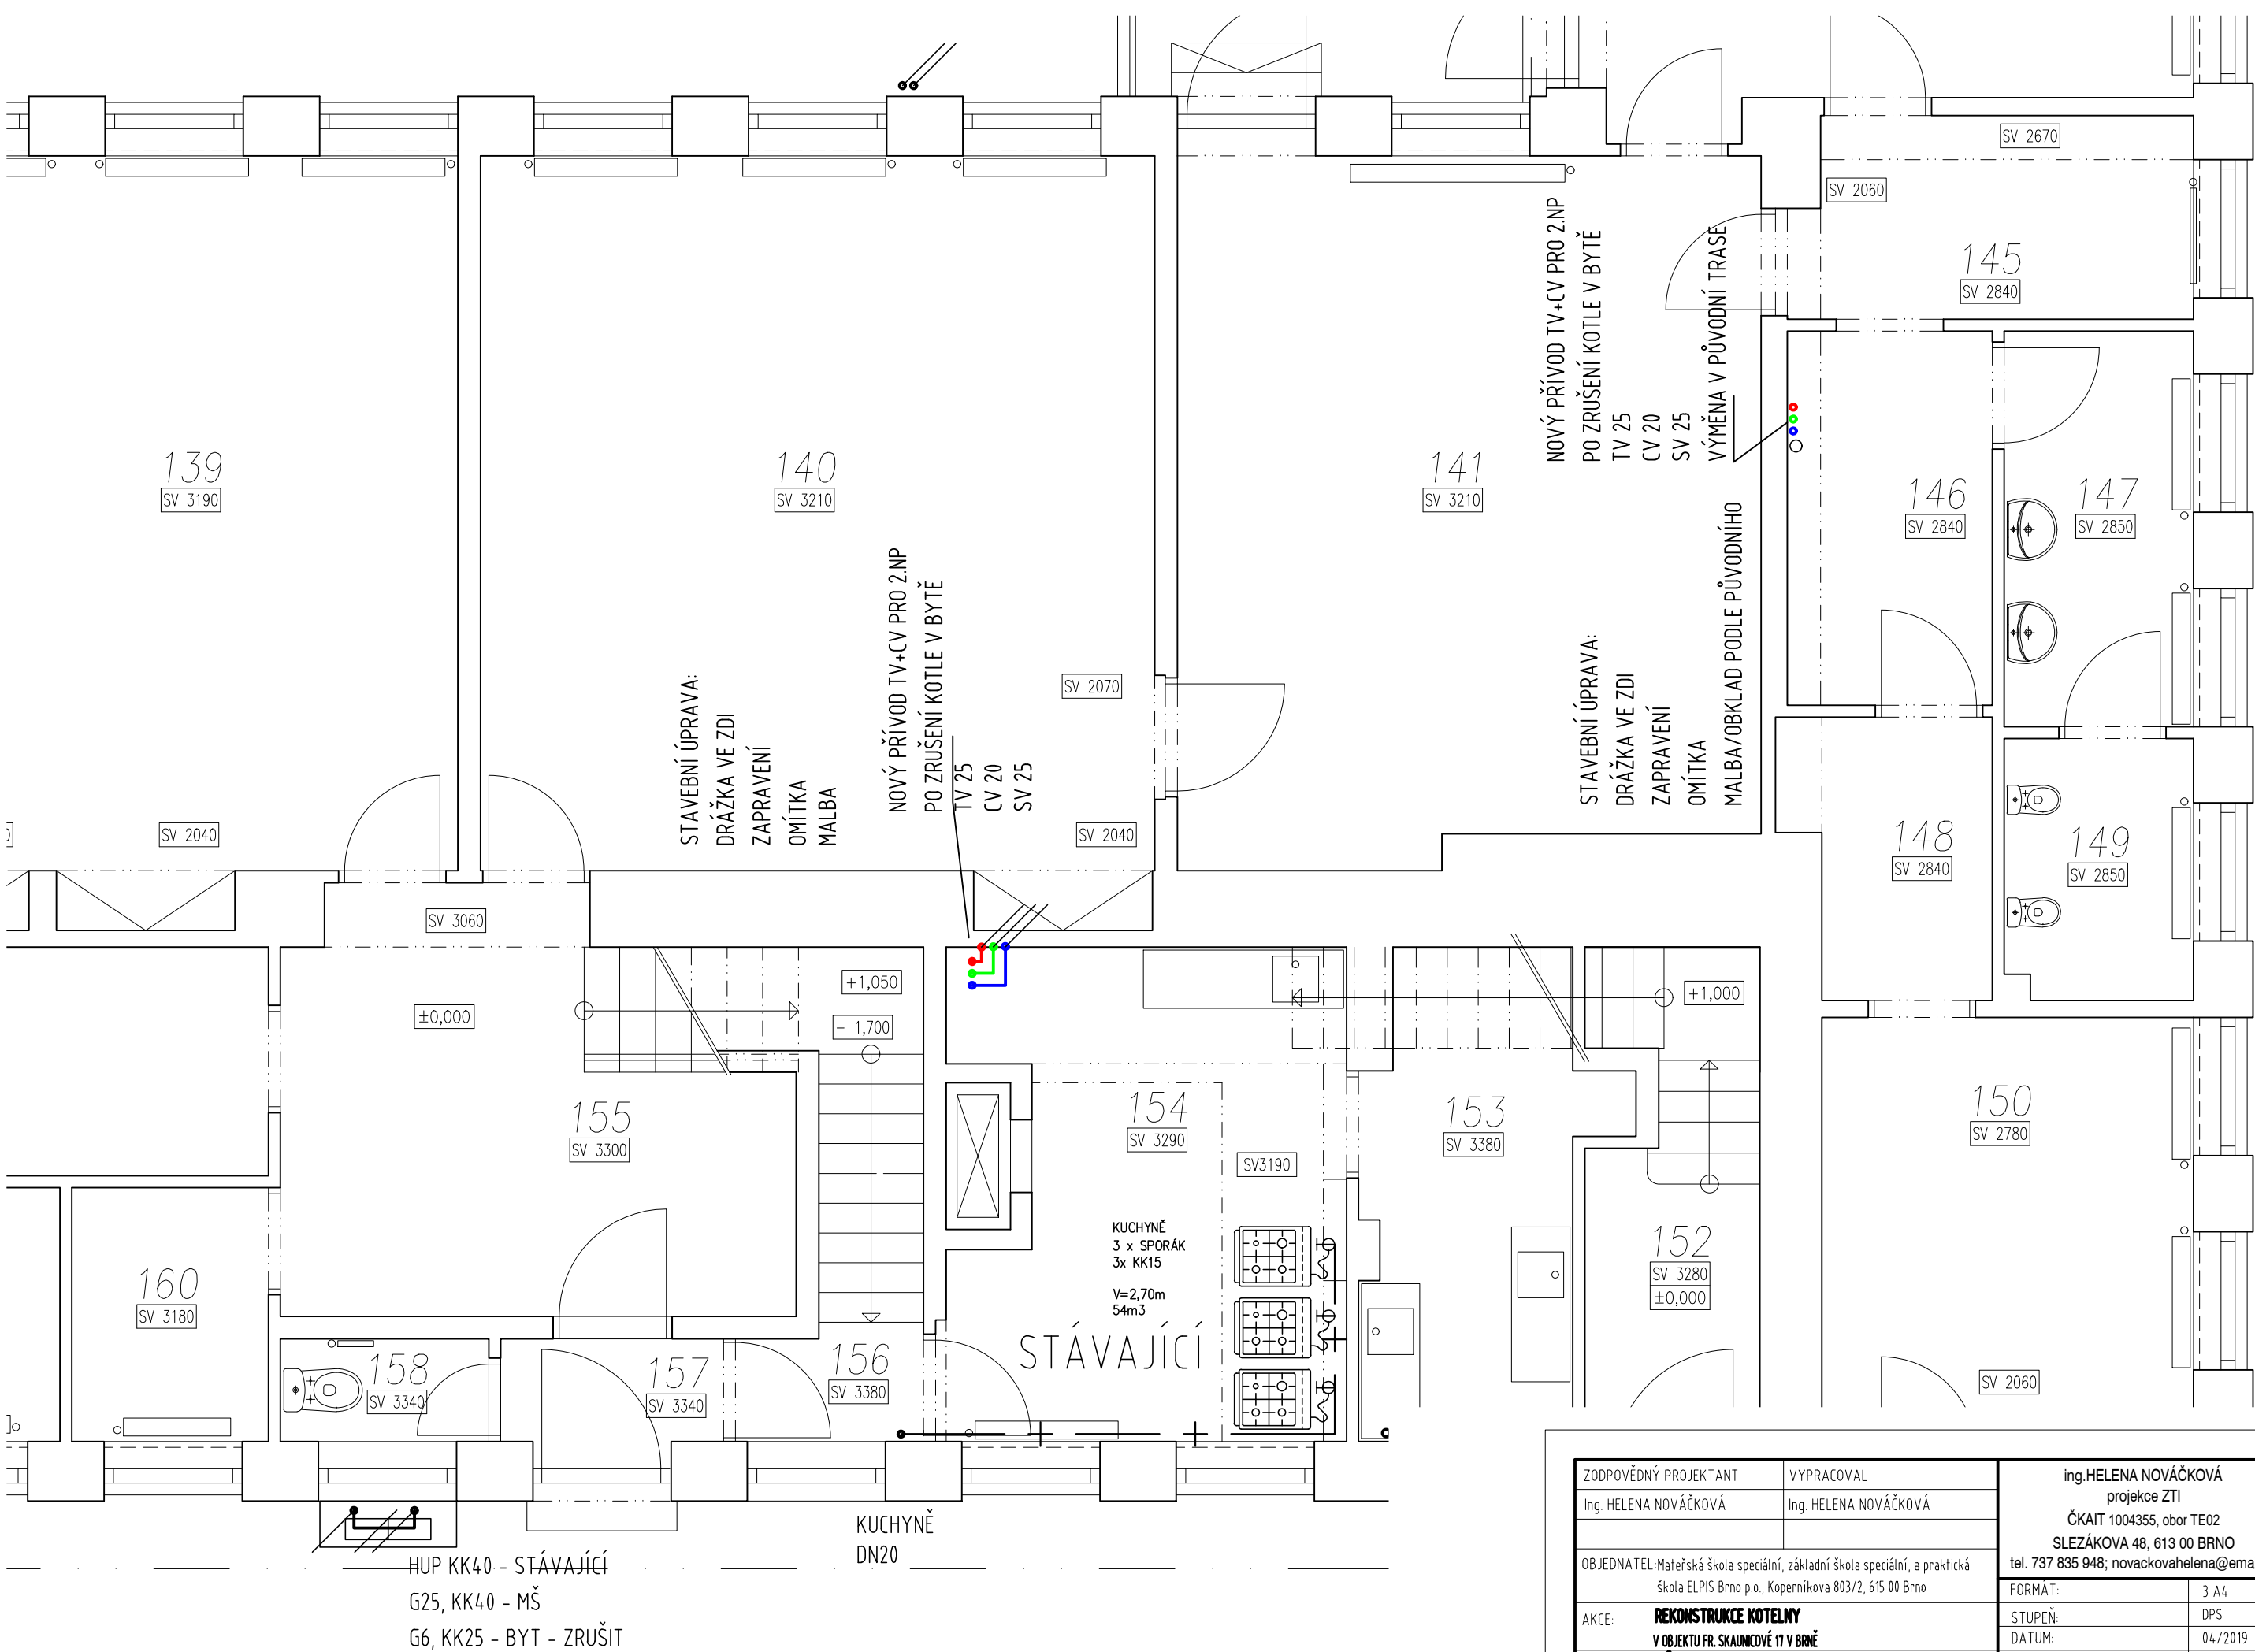 SV 2670
SV 2060
145
SV 2840
139
SV 3190
140
SV 3210
141
SV 3210
146
SV 2840
147
SV 2850
NOVÝ PŘÍVOD TV+CV PRO 2.NP
PO ZRUŠENÍ KOTLE V BYTĚ
TV 25
CV 20
SV 25
VÝMĚNA V PŮVODNÍ TRASE
STAVEBNÍ ÚPRAVA:
DRÁŽKA VE ZDI
ZAPRAVENÍ
OMÍTKA
MALBA
NOVÝ PŘÍVOD TV+CV PRO 2.NP
PO ZRUŠENÍ KOTLE V BYTĚ
TV 25
CV 20
SV 25
SV 2070
STAVEBNÍ ÚPRAVA:
DRÁŽKA VE ZDI
ZAPRAVENÍ
OMÍTKA
MALBA/OBKLAD PODLE PŮVODNÍHO
SV 2040
SV 2040
148
SV 2840
149
SV 2850
SV 3060
±0,000
+1,050
- 1,700
+1,000
155
SV 3300
154
SV 3290
SV3190
153
SV 3380
150
SV 2780
KUCHYNĚ
3 x SPORÁK
3x KK15
V=2,70m
54m3
STÁVAJÍCÍ
152
SV 3280
±0,000
160
SV 3180
158
SV 3340
157
SV 3340
156
SV 3380
SV 2060
KUCHYNĚ
DN20
HUP KK40 - STÁVAJÍCÍ
G25, KK40 - MŠ
G6, KK25 - BYT - ZRUŠIT
ZODPOVĚDNÝ PROJEKTANT
VYPRACOVAL
Ing. HELENA NOVÁČKOVÁ
Ing. HELENA NOVÁČKOVÁ
ing.HELENA NOVÁČKOVÁ
projekce ZTI
ČKAIT 1004355, obor TE02
SLEZÁKOVA 48, 613 00 BRNO
tel. 737 835 948; novackovahelena@ema
OBJEDNATEL:Mateřská škola speciální, základní škola speciální, a praktická
škola ELPIS Brno p.o., Koperníkova 803/2, 615 00 Brno
AKCE: REKONSTRUKCE KOTELNY
V OBJEKTU FR. SKAUNICOVÉ 17 V BRNĚ
FORMÁT: 3 A4
STUPEŇ: DPS
DATUM: 04/2019